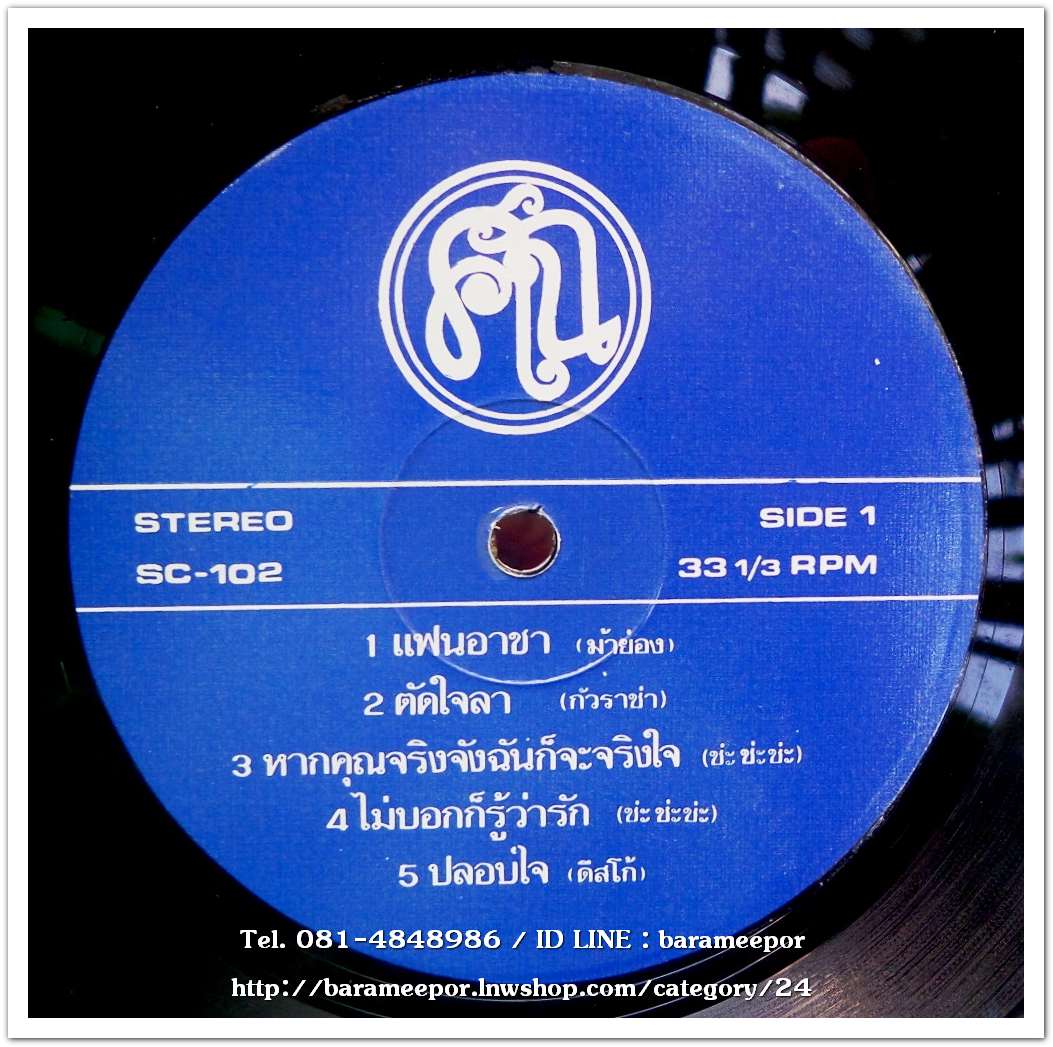 STEREO
SIDE 1
SC-102
33 1/3 RPM
1 แฟนอาชา (ม้าย่อง)
2 ตัดใจลา (กัวราช่า)
3 หากคุณจริงจังฉันก็จะจริงใจ (ช่ะ ช่ะ ช่ะ)
4 ไม่บอกก็รู้ว่ารัก (ช่ะ ช่ะ ช่ะ)
5 ปลอบใจ (ดิสโก้)
Tel. 081-4848986 / ID LINE : barameepor
http://barameepor.lnwshop.com/category/24